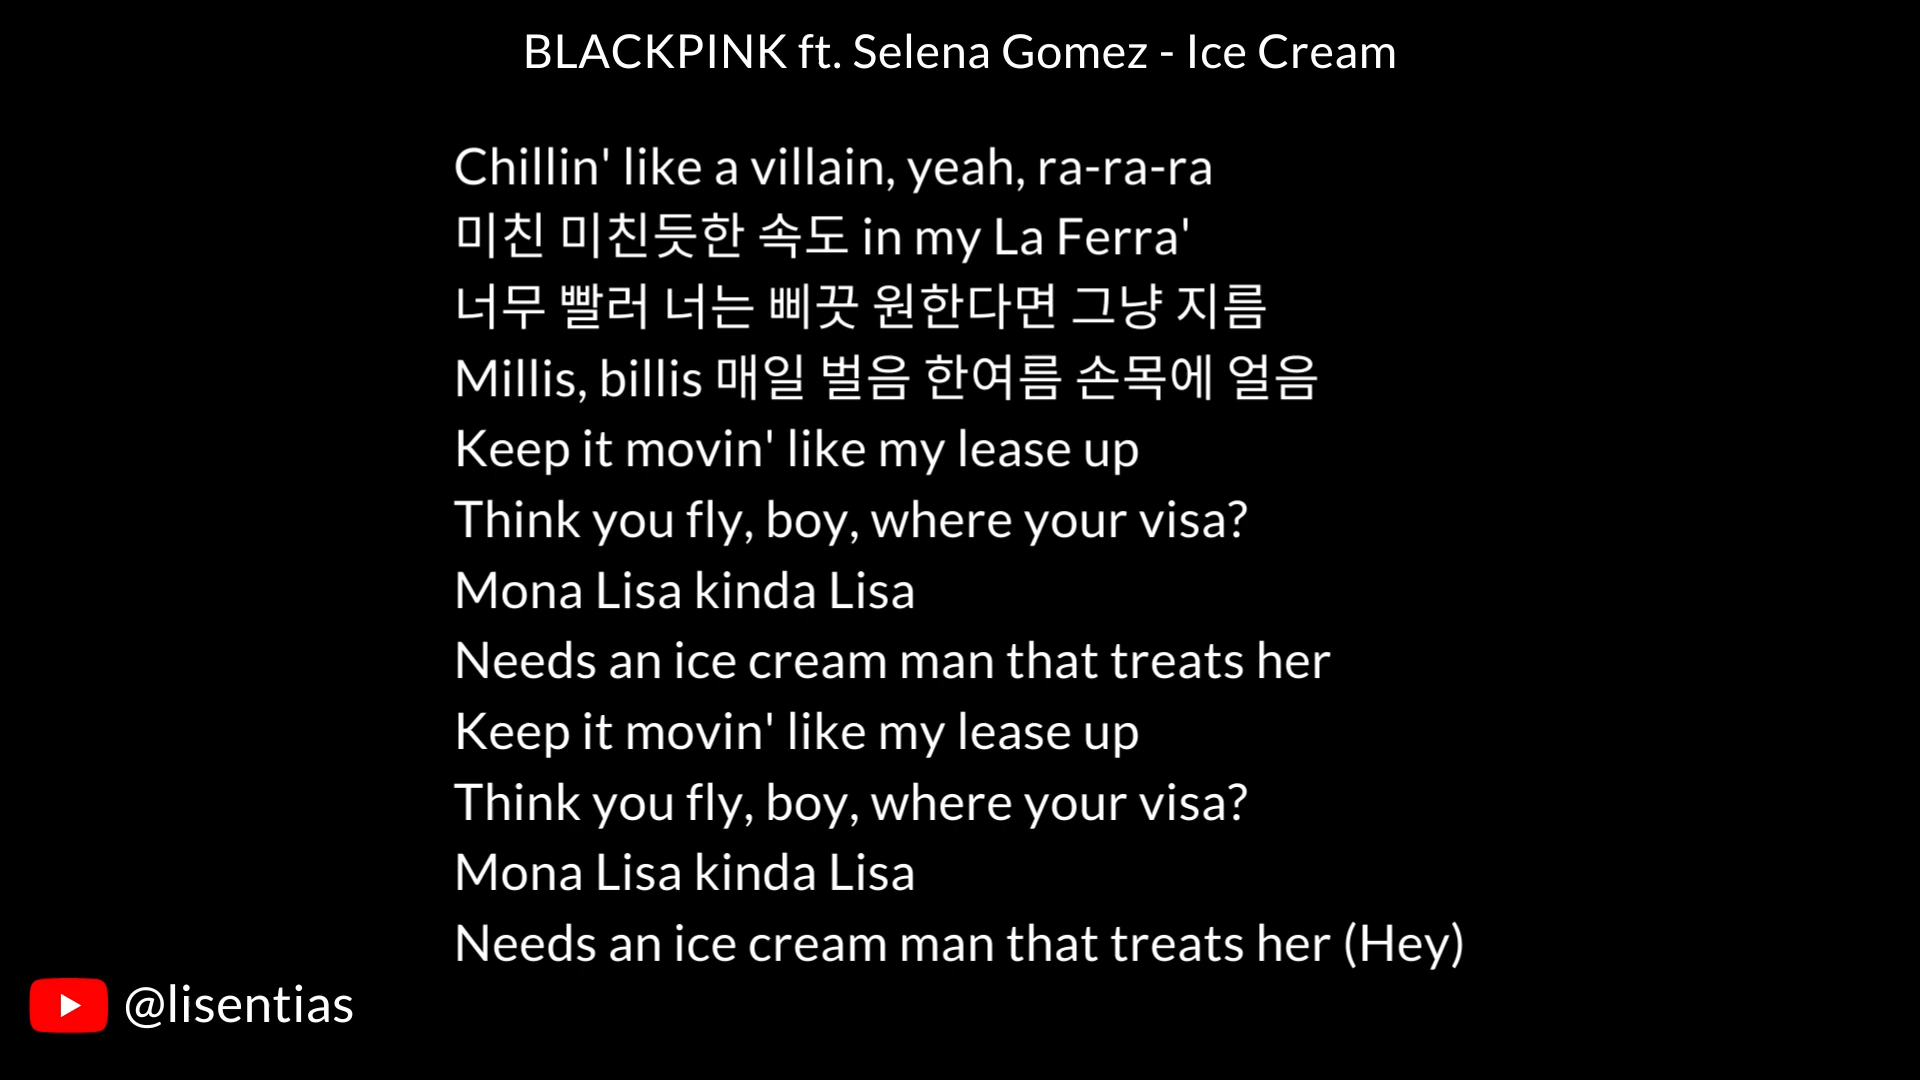 BLACKPINK ft. Selena Gomez - Ice Cream
Chillin' like a villain, yeah, ra-ra-ra
미친 미친듯한 속도 in my La Ferra'
너무 빨러 너는 삐끗 원한다면 그냥 지름
Millis, billis 매일 벌음 한여름 손목에 얼음
Keep it movin' like my lease up
Think you fly, boy, where your visa?
Mona Lisa kinda Lisa
Needs an ice cream man that treats her
Keep it movin' like my lease up
Think you fly, boy, where your visa?
Mona Lisa kinda Lisa
Needs an ice cream man that treats her (Hey)
@lisentias